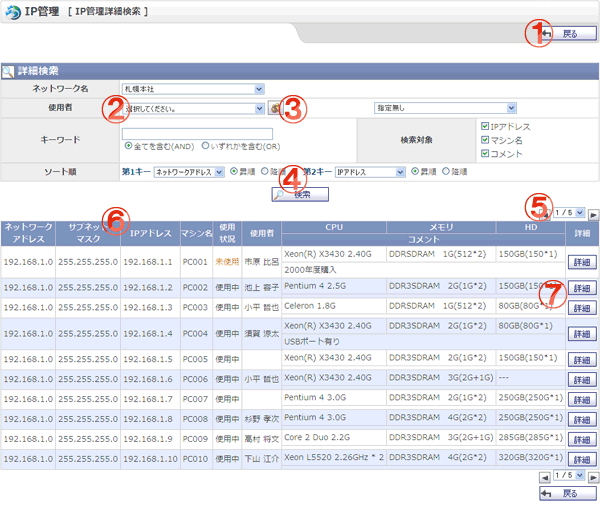 IP管理 [ IP管理詳細検索 ]
① 戻る
詳細検索
ネットワーク名 札幌本社
使用者 ② 選択してください。 ③ 指定無し
キーワード 検索対象
全てを含む(AND) いずれかを含む(OR)
IPアドレス
マシン名
コメント
ソート順 第1キー ネットワークアドレス 昇順 降順 第2キー IPアドレス 昇順 降順
④ 検索
⑤ 1 / 5
⑥
ネットワークアドレス サブネットマスク IPアドレス マシン名 使用状況 使用者 CPU メモリ HD 詳細
コメント
192.168.1.0 255.255.255.0 192.168.1.1 PC001 未使用 市原 比呂 Xeon(R) X3430 2.40G DDRSDRAM 1G(512*2) 150GB(150*1) 詳細
2000年度購入
192.168.1.0 255.255.255.0 192.168.1.2 PC002 使用中 池上 容子 Pentium 4 2.5G DDR3SDRAM 2G(1G*2) 150GB(150*1) 詳細
⑦
192.168.1.0 255.255.255.0 192.168.1.3 PC003 使用中 小平 哲也 Celeron 1.8G DDRSDRAM 1G(512*2) 80GB(80G*1) 詳細
192.168.1.0 255.255.255.0 192.168.1.4 PC004 使用中 須賀 涼太 Xeon(R) X3430 2.40G DDR3SDRAM 2G(1G*2) 80GB(80G*1) 詳細
USBポート有り
192.168.1.0 255.255.255.0 192.168.1.5 PC005 使用中 Xeon(R) X3430 2.40G DDR3SDRAM 2G(1G*2) 150GB(150*1) 詳細
192.168.1.0 255.255.255.0 192.168.1.6 PC006 使用中 小平 哲也 Xeon(R) X3430 2.40G DDR3SDRAM 3G(2G+1G) --- 詳細
192.168.1.0 255.255.255.0 192.168.1.7 PC007 使用中 Pentium 4 3.0G DDR3SDRAM 2G(1G*2) 250GB(250G*1) 詳細
192.168.1.0 255.255.255.0 192.168.1.8 PC008 使用中 杉野 孝次 Pentium 4 3.0G DDR3SDRAM 4G(2G*2) 250GB(250G*1) 詳細
192.168.1.0 255.255.255.0 192.168.1.9 PC009 使用中 高村 将文 Core 2 Duo 2.2G DDR3SDRAM 3G(2G+1G) 285GB(285G*1) 詳細
192.168.1.0 255.255.255.0 192.168.1.10 PC010 使用中 下山 江介 Xeon L5520 2.26GHz * 2 DDR3SDRAM 4G(2G*2) 320GB(320G*1) 詳細
1 / 5
戻る